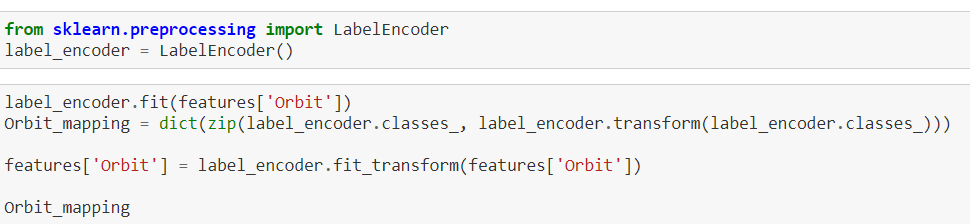 from sklearn.preprocessing import LabelEncoder
label_encoder = LabelEncoder()
label_encoder.fit(features['Orbit'])
Orbit_mapping = dict(zip(label_encoder.classes_, label_encoder.transform(label_encoder.classes_)))
features['Orbit'] = label_encoder.fit_transform(features['Orbit'])
Orbit_mapping